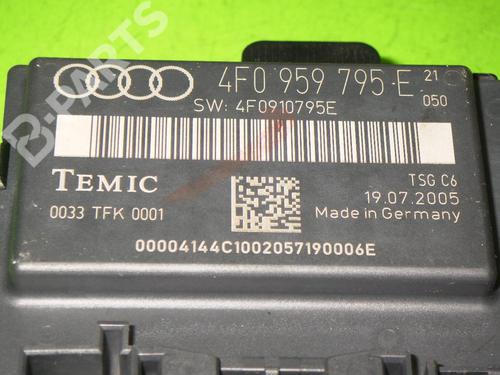 B-PARTS
4F0 959 795 E 21
050
SW: 4F0910795E
TEMIC
TSG C6
0033 TFK 0001
19.07.2005
Made in Germany
00004144C1002057190006E